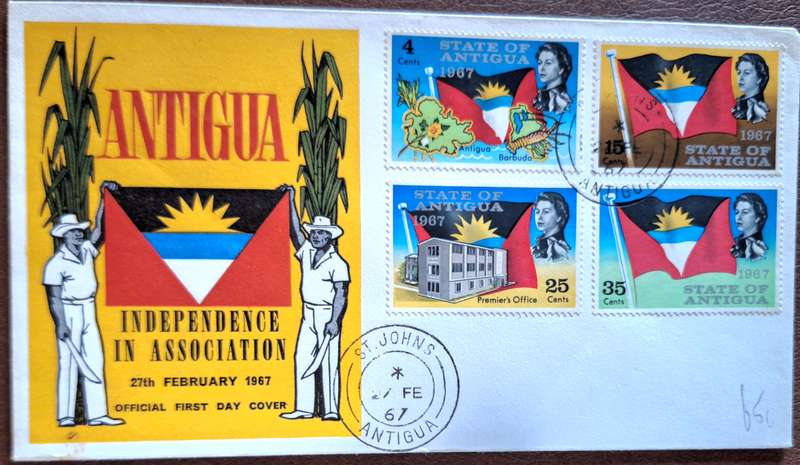 ANTIGUA
INDEPENDENCE
IN ASSOCIATION
27th FEBRUARY 1967
OFFICIAL FIRST DAY COVER
4
Cents
STATE OF
ANTIGUA
1967
Antigua
Barbuda
15
Cents
1967
STATE OF
ANTIGUA
67
ANTIGUA
STATE OF
ANTIGUA
1967
Premier's Office
25
Cents
35
Cents
1967
STATE OF
ANTIGUA
ST. JOHNS
*
27 FE
67
ANTIGUA